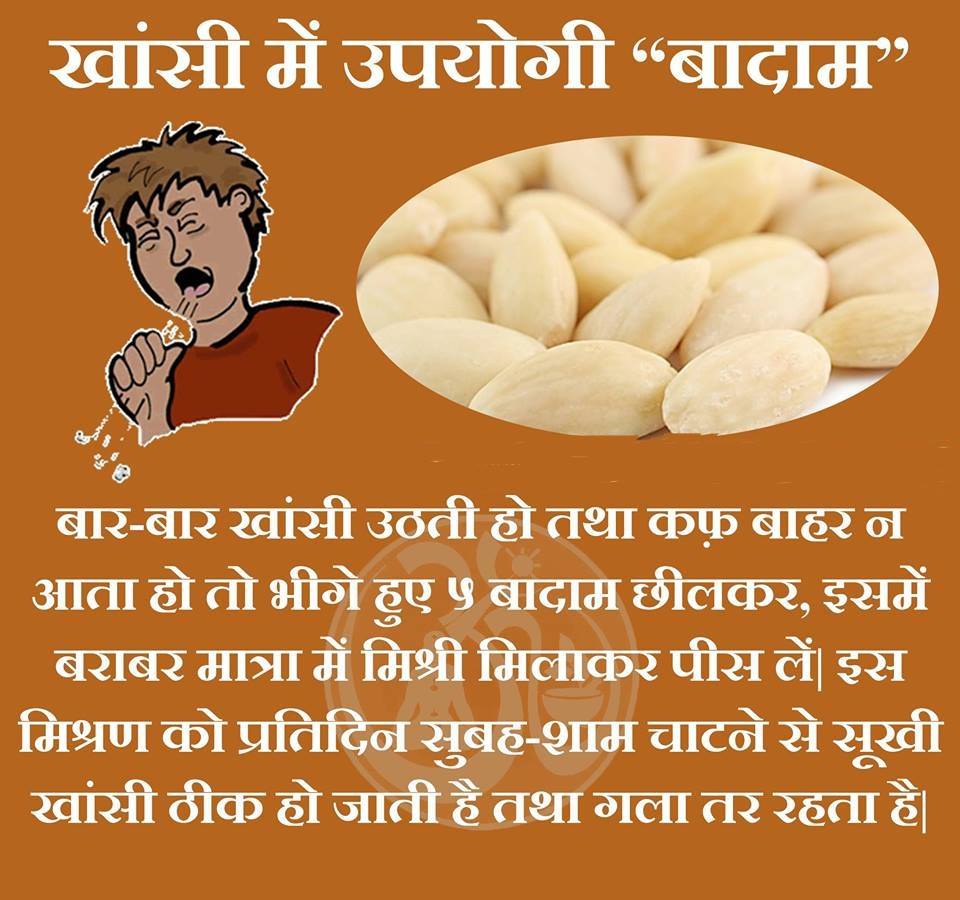 खांसी में उपयोगी “बादाम”
बार-बार खांसी उठती हो तथा कफ़ बाहर न
आता हो तो भीगे हुए ५ बादाम छीलकर, इसमें
बराबर मात्रा में मिश्री मिलाकर पीस लें| इस
मिश्रण को प्रतिदिन सुबह-शाम चाटने से सूखी
खांसी ठीक हो जाती है तथा गला तर रहता है|